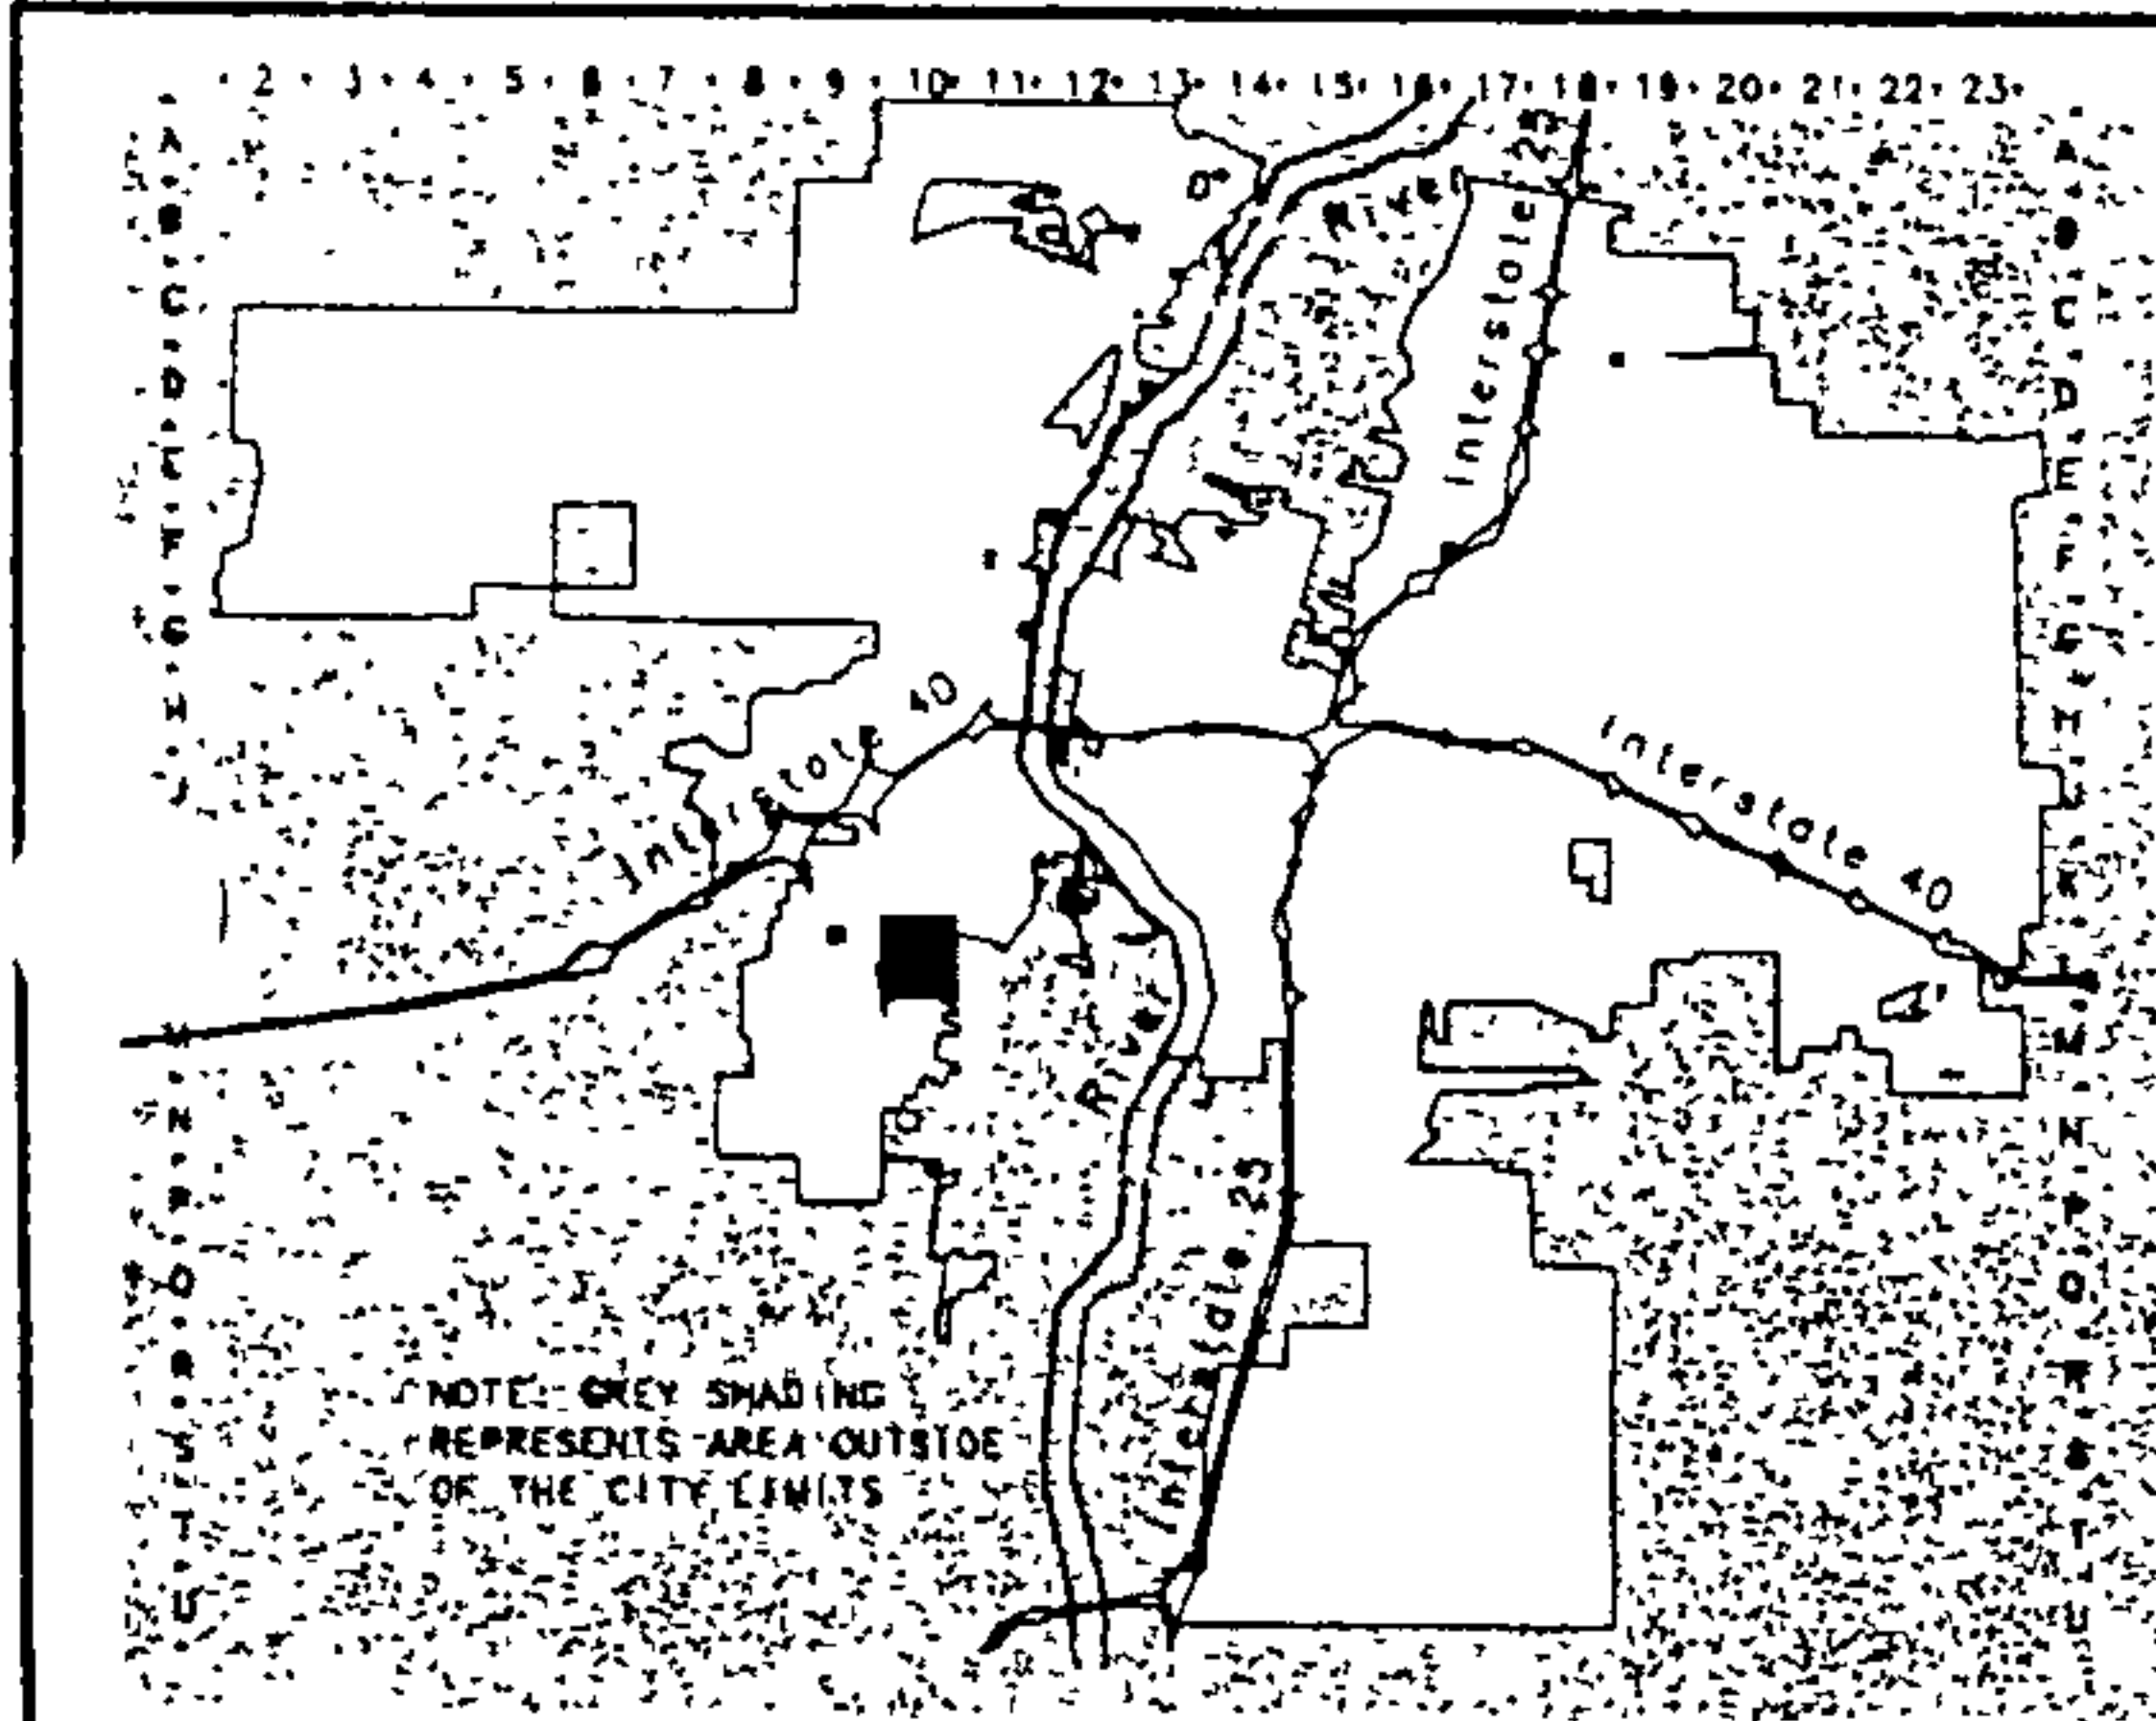 2 · 3 · 4 · 5 · 6 · 7 · 8 · 9 · 10 · 11 · 12 · 13 · 14 · 15 · 16 · 17 · 18 · 19 · 20 · 21 · 22 · 23
A
B
C
D
E
F
G
H
J
M
N
P
Q
R
S
T
U
River
Interstate 25
Interstate 40
Interstate 40
River
Interstate 25
A
B
C
D
E
F
G
H
J
K
L
M
N
P
Q
R
S
T
U
NOTE: GREY SHADING
REPRESENTS AREA OUTSIDE
OF THE CITY LIMITS